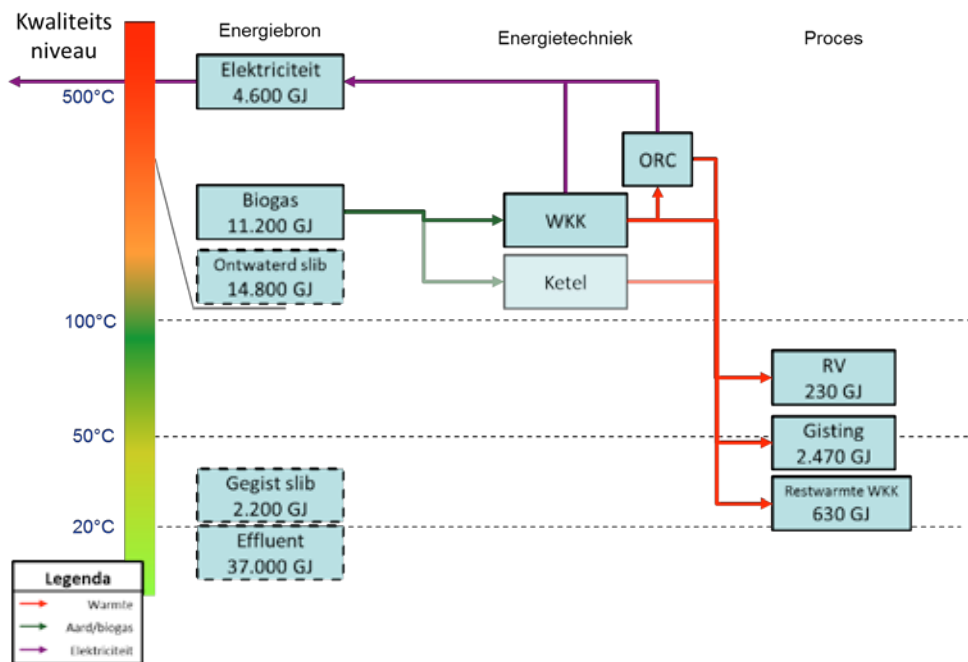 Kwaliteits
niveau
Energiebron
Energietechniek
Proces
Elektriciteit
4.600 GJ
500°C
ORC
Biogas
11.200 GJ
WKK
Ontwaterd slib
14.800 GJ
Ketel
100°C
RV
230 GJ
50°C
Gisting
2.470 GJ
Gegist slib
2.200 GJ
Restwarmte WKK
630 GJ
20°C
Effluent
37.000 GJ
Legenda
Warmte
Aard/biogas
Elektriciteit